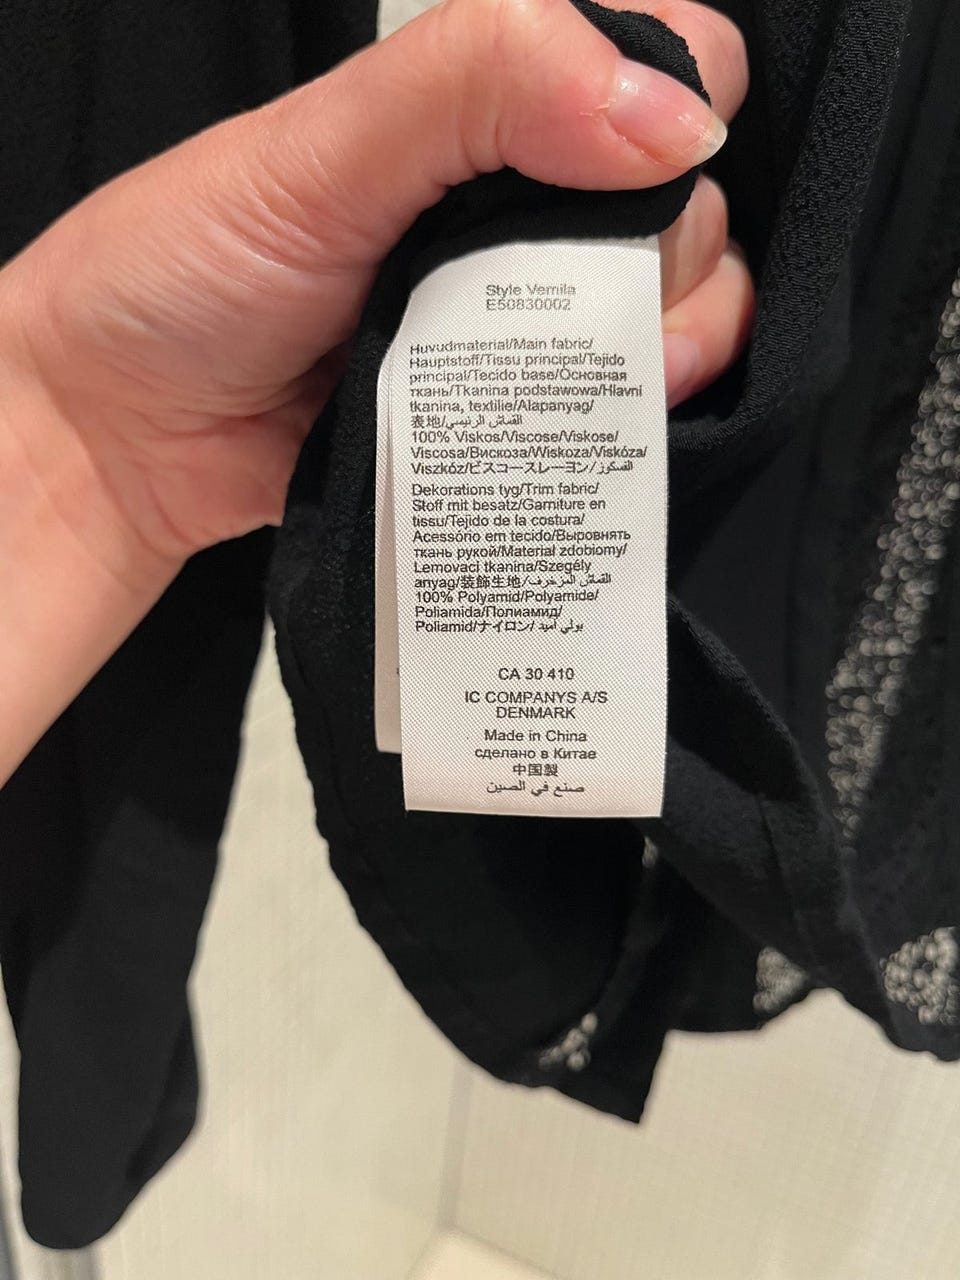 Style Vemila
E50830002
Huvudmaterial/Main fabric/
Hauptstoff/Tissu principal/Tejido
principal/Tecido base/Основная
ткань/Tkanina podstawowa/Hlavní
tkanina, textilie/Alapanyag/
表地/القماش الرئيسي
100% Viskos/Viscose/Viskose/
Viscosa/Вискоза/Wiskoza/Viskóza/
Viszkóz/ビスコースレーヨン/الفسكوز
Dekorations tyg/Trim fabric/
Stoff mit besatz/Garniture en
tissu/Tejido de la costura/
Acessório em tecido/Выровнять
ткань рукой/Material zdobiomy/
Lemovací tkanina/Szegély
anyag/装飾生地/القماش المزخرف
100% Polyamid/Polyamide/
Poliamida/Полиамид/
Poliamid/ナイロン/بولي أميد
CA 30 410
IC COMPANYS A/S
DENMARK
Made in China
сделано в Китае
中国製
صنع في الصين